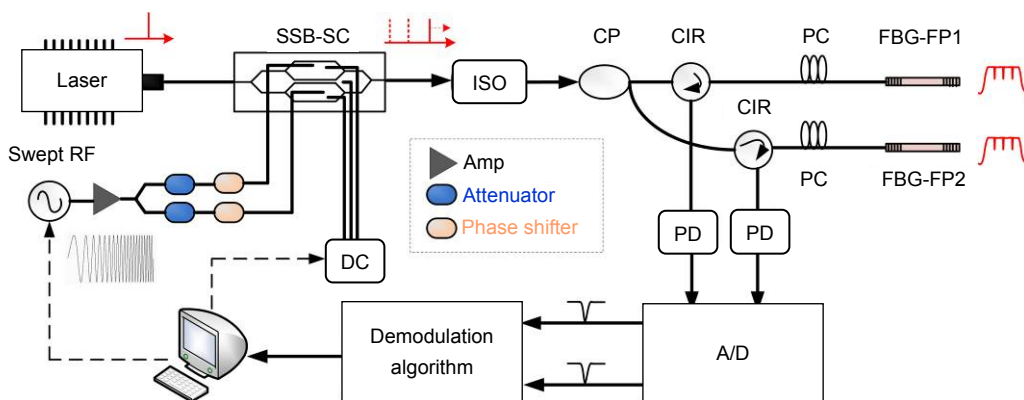 SSB-SC
CP
CIR
PC
FBG-FP1
Laser
ISO
CIR
Swept RF
Amp
Attenuator
Phase shifter
PC
FBG-FP2
PD
PD
DC
Demodulation
algorithm
A/D